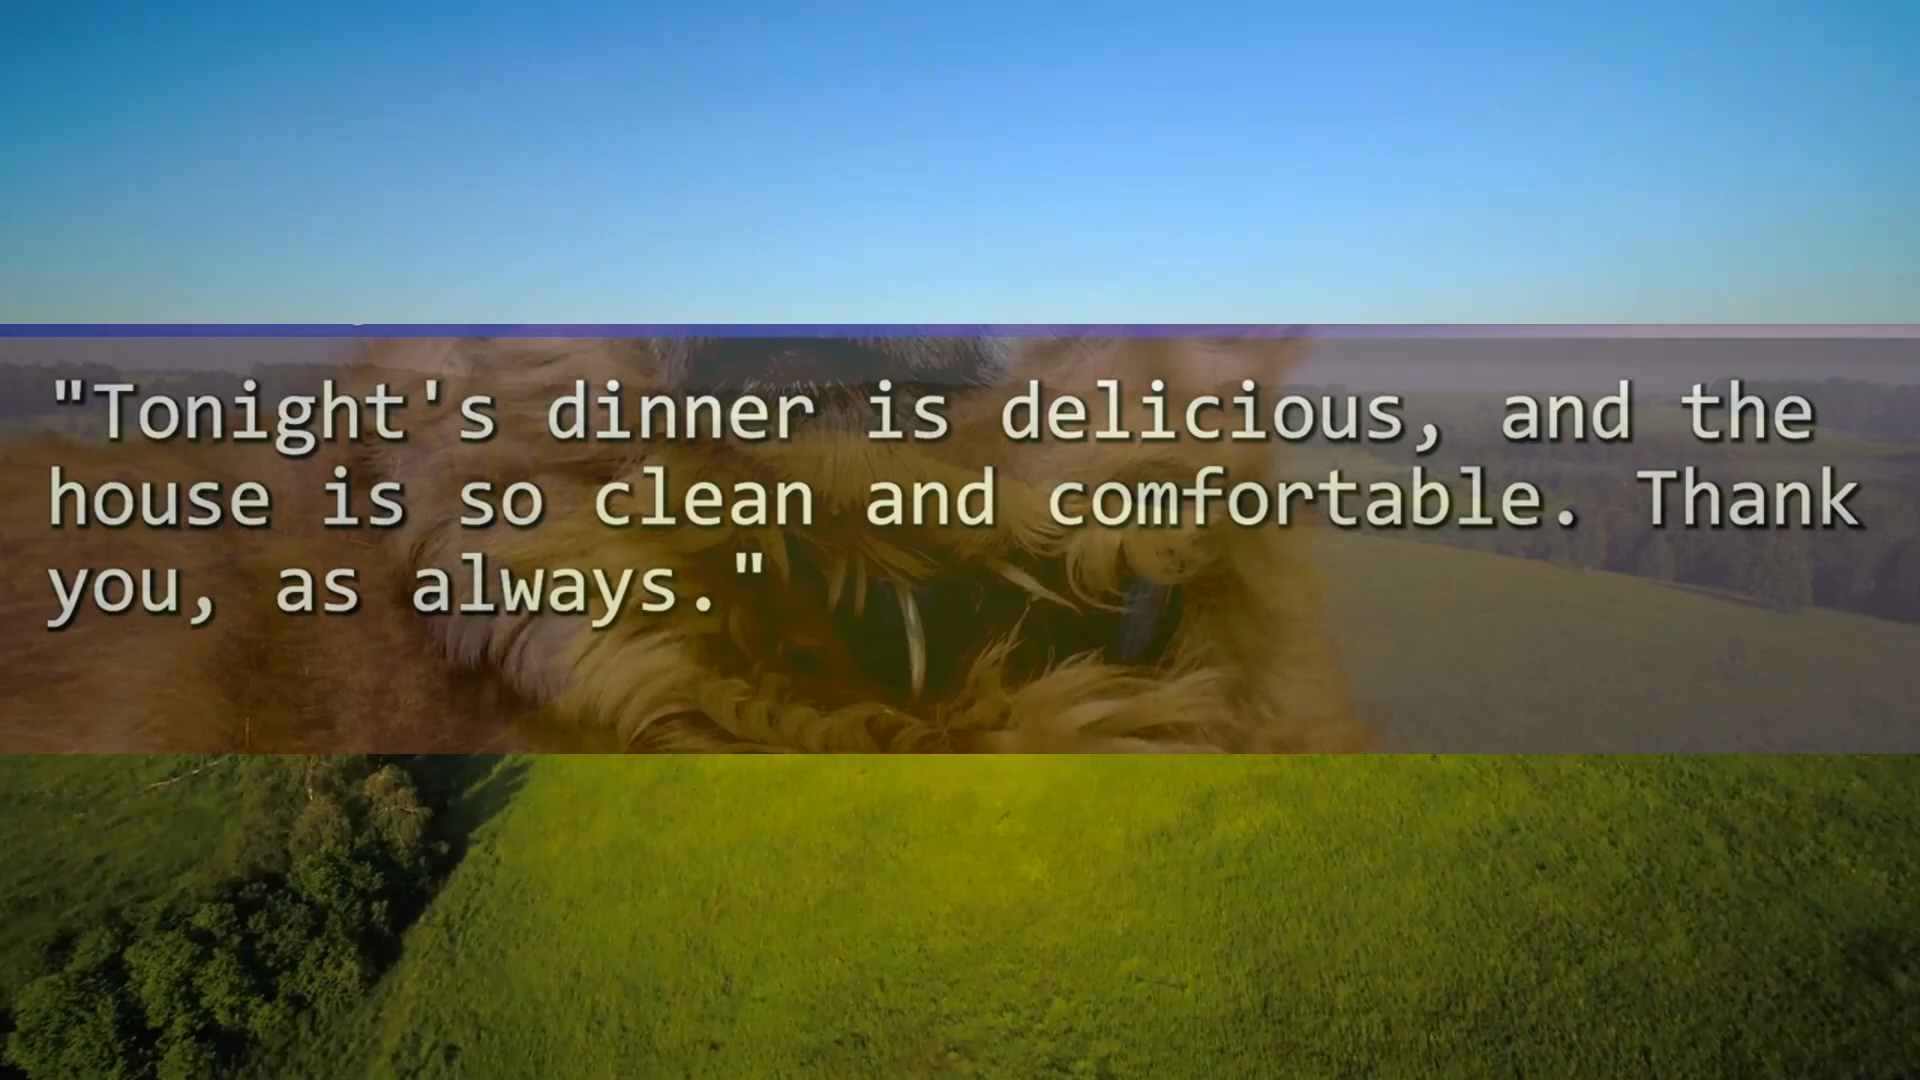 "Tonight's dinner is delicious, and the
house is so clean and comfortable. Thank
you, as always."